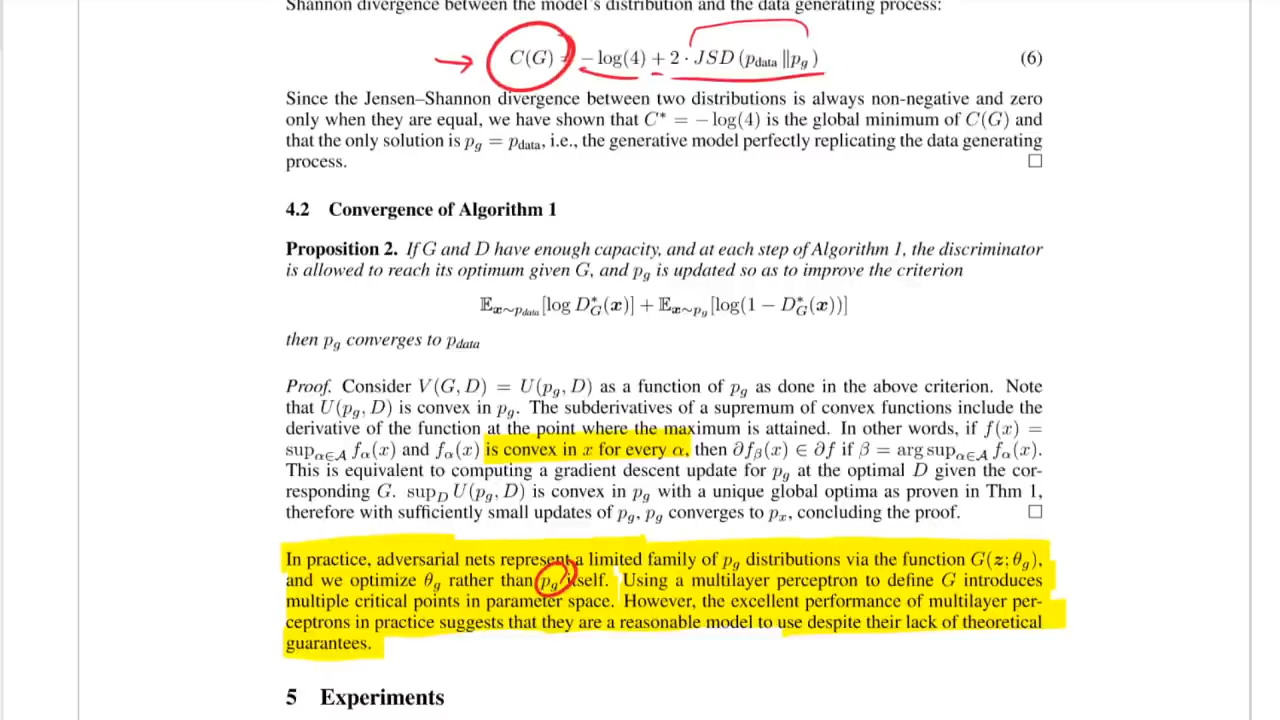 Shannon divergence between the model's distribution and the data generating process:
C(G) = − log(4) + 2 · JSD (p_data ∥p_g ) (6)
Since the Jensen–Shannon divergence between two distributions is always non-negative and zero
only when they are equal, we have shown that C* = − log(4) is the global minimum of C(G) and
that the only solution is p_g = p_data, i.e., the generative model perfectly replicating the data generating
process. □
4.2 Convergence of Algorithm 1
Proposition 2. If G and D have enough capacity, and at each step of Algorithm 1, the discriminator
is allowed to reach its optimum given G, and p_g is updated so as to improve the criterion
𝔼_x∼p_data[log D*_G(x)] + 𝔼_x∼p_g[log(1 − D*_G(x))]
then p_g converges to p_data
Proof. Consider V(G, D) = U(p_g, D) as a function of p_g as done in the above criterion. Note
that U(p_g, D) is convex in p_g. The subderivatives of a supremum of convex functions include the
derivative of the function at the point where the maximum is attained. In other words, if f(x) =
sup_α∈𝒜 f_α(x) and f_α(x) is convex in x for every α, then ∂f_β(x) ∈ ∂f if β = arg sup_α∈𝒜 f_α(x).
This is equivalent to computing a gradient descent update for p_g at the optimal D given the cor-
responding G. sup_D U(p_g, D) is convex in p_g with a unique global optima as proven in Thm 1,
therefore with sufficiently small updates of p_g, p_g converges to p_x, concluding the proof. □
In practice, adversarial nets represent a limited family of p_g distributions via the function G(z; θ_g),
and we optimize θ_g rather than p_g itself. Using a multilayer perceptron to define G introduces
multiple critical points in parameter space. However, the excellent performance of multilayer per-
ceptrons in practice suggests that they are a reasonable model to use despite their lack of theoretical
guarantees.
5 Experiments